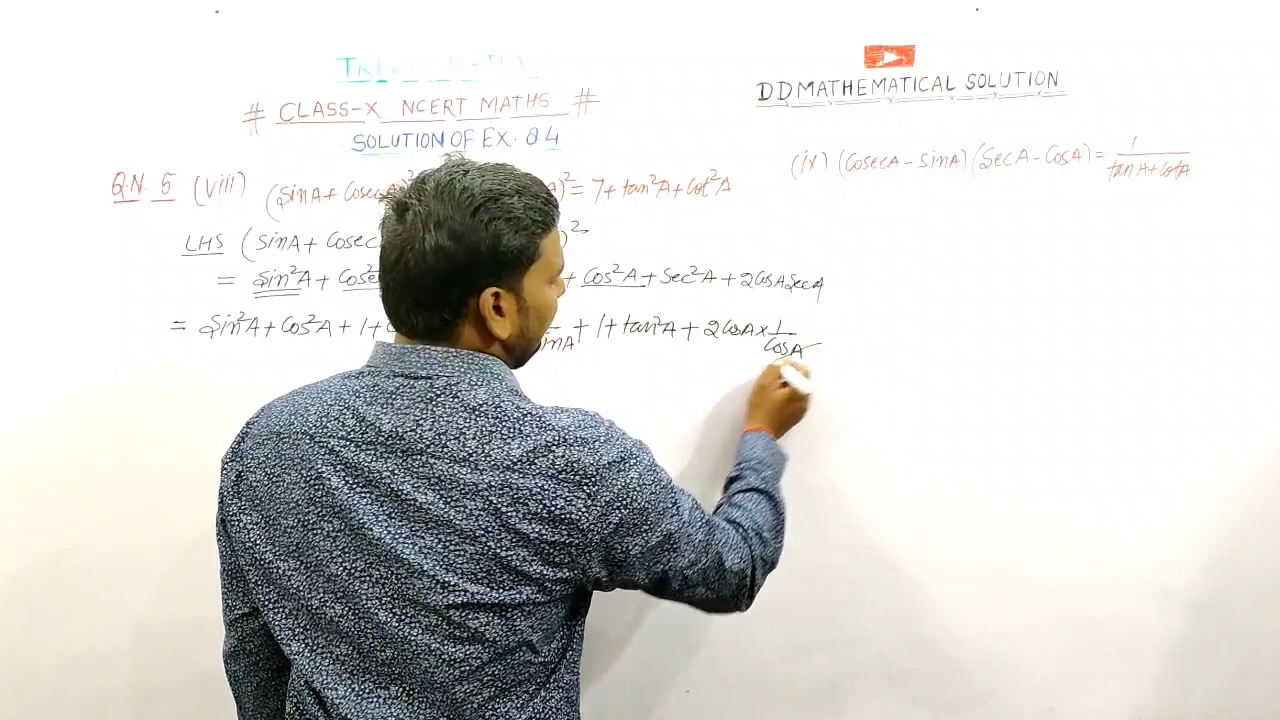 # CLASS-X NCERT MATHS #
SOLUTION OF EX. 8.4
Q.N. 5 (viii) (sinA + cosecA)² )² = 7 + tan²A + cot²A
LHS (sinA + cosec )²
= sin²A + cosec + cos²A + sec²A + 2cosA secA
= sin²A + cos²A + 1 + sinA + 1 + tan²A + 2cosA × 1/cosA
DD MATHEMATICAL SOLUTION
(ix) (cosecA - sinA) (secA - cosA) = 1/(tanA + cotA)